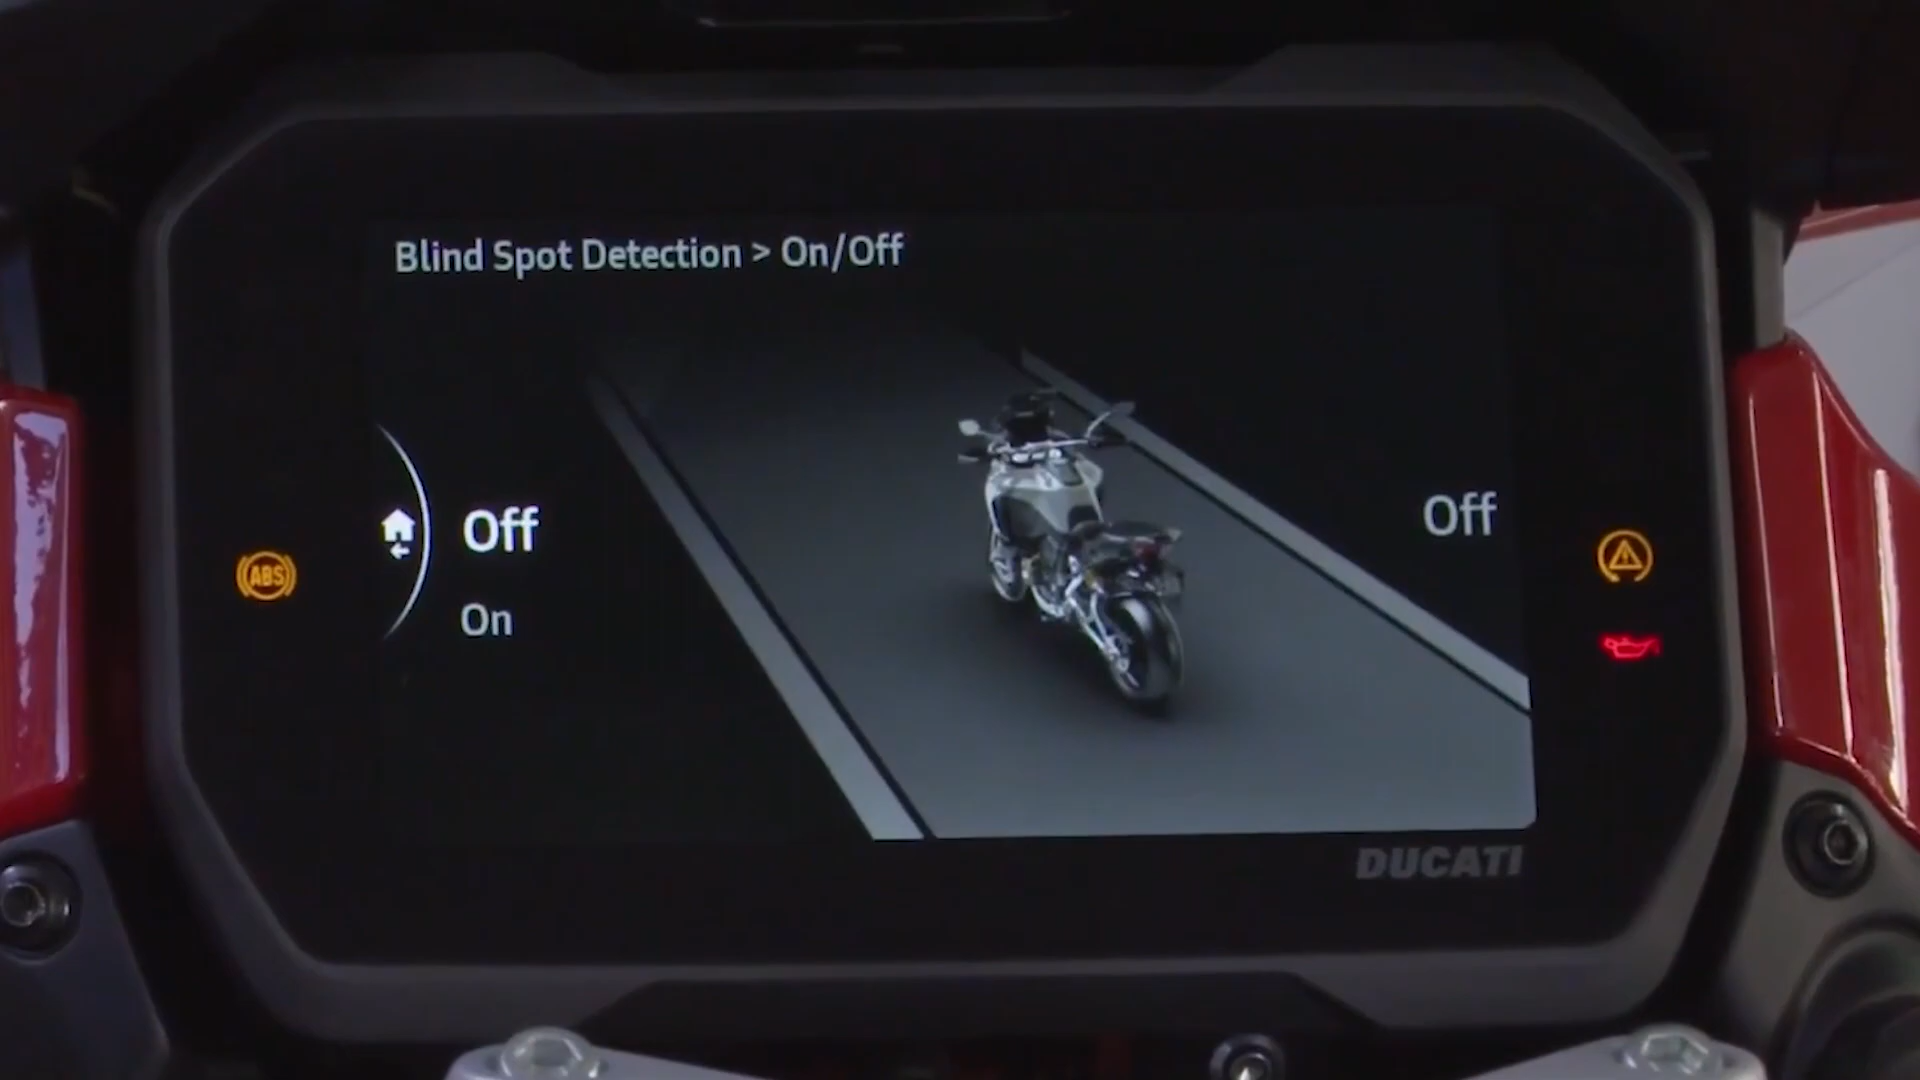 Blind Spot Detection > On/Off
Off
On
Off
ABS
DUCATI